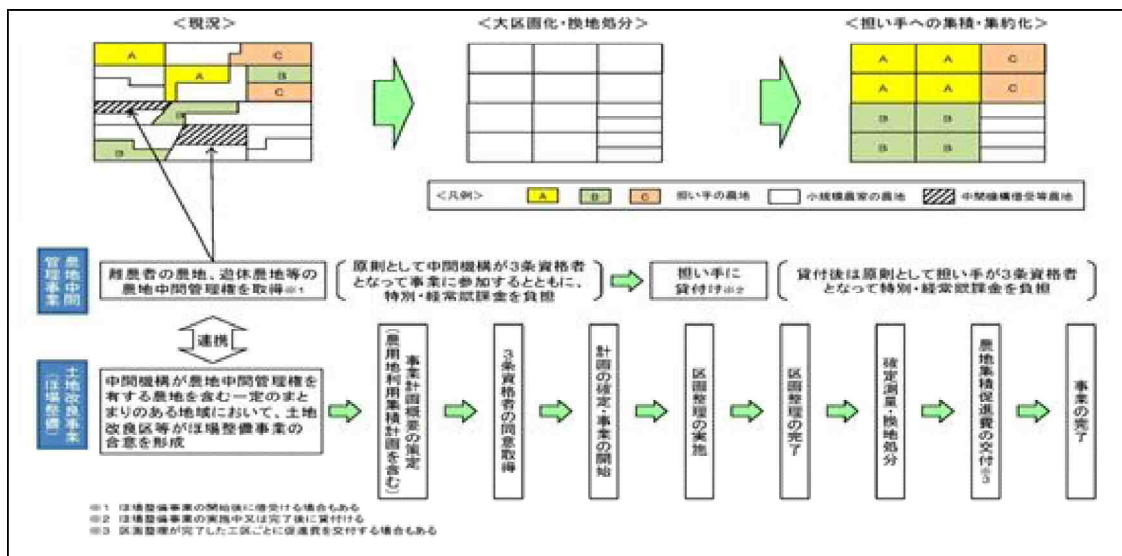 ＜現況＞
＜大区画化・換地処分＞
＜担い手への集積・集約化＞
A
C
A
B
C
B
B
A
A
C
A
A
C
B
B
B
B
＜凡例＞
A
B
C
担い手の農地
小規模農家の農地
中間機構借受等農地
農地中間
管理事業
離農者の農地、遊休農地等の
農地中間管理権を取得※1
原則として中間機構が3条資格者
となって事業に参加するとともに、
特別・経常賦課金を負担
担い手に
貸付け※2
貸付後は原則として担い手が3条資格者
となって特別・経常賦課金を負担
連携
土地改良事業
（ほ場整備）
中間機構が農地中間管理権を
有する農地を含む一定のまと
まりのある地域において、土地
改良区等がほ場整備事業の
合意を形成
事業計画概要の策定
（農用地利用集積計画を含む）
3条資格者の同意取得
計画の確定・事業の開始
区画整理の実施
区画整理の完了
確定測量・換地処分
農地集積促進費の交付※3
事業の完了
※1 ほ場整備事業の開始後に借受ける場合もある
※2 ほ場整備事業の実施中又は完了後に貸付ける
※3 区画整理が完了した工区ごとに促進費を交付する場合もある